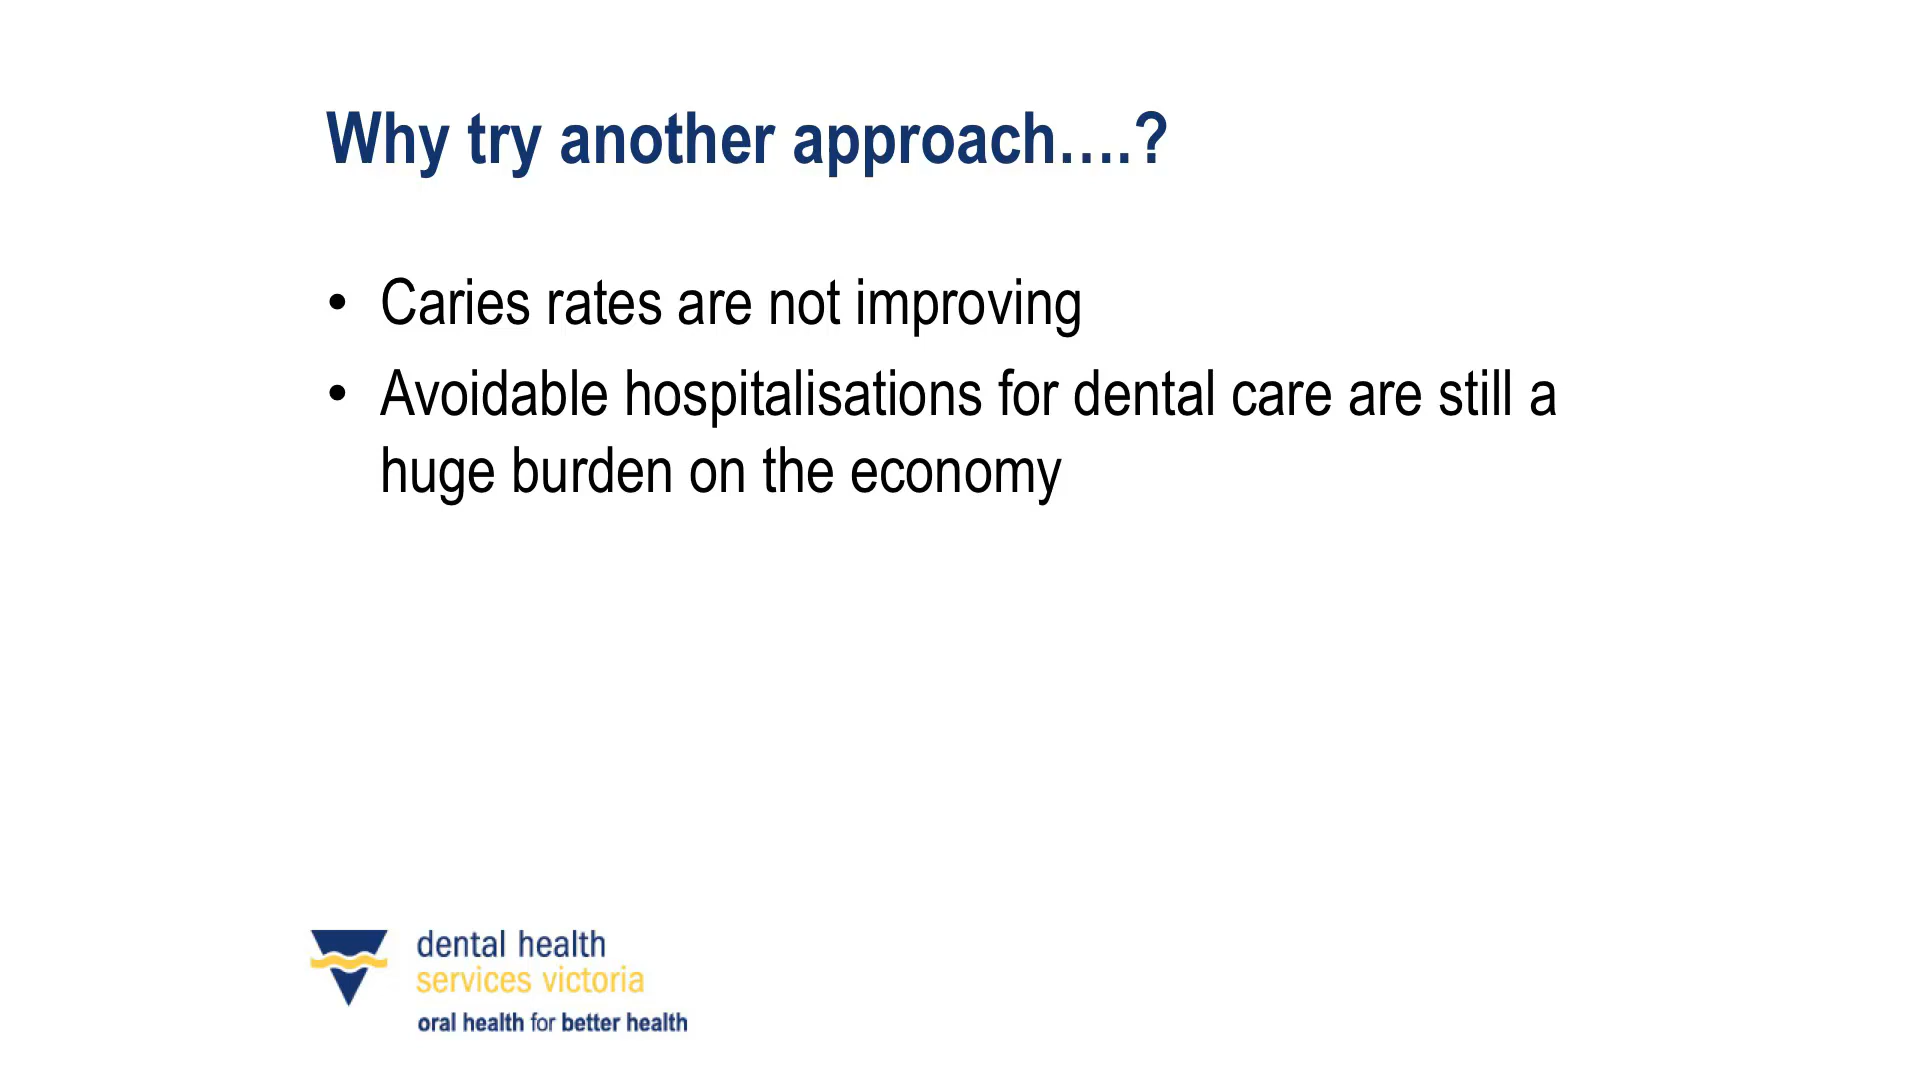 Why try another approach….?
• Caries rates are not improving
• Avoidable hospitalisations for dental care are still a
huge burden on the economy
dental health
services victoria
oral health for better health